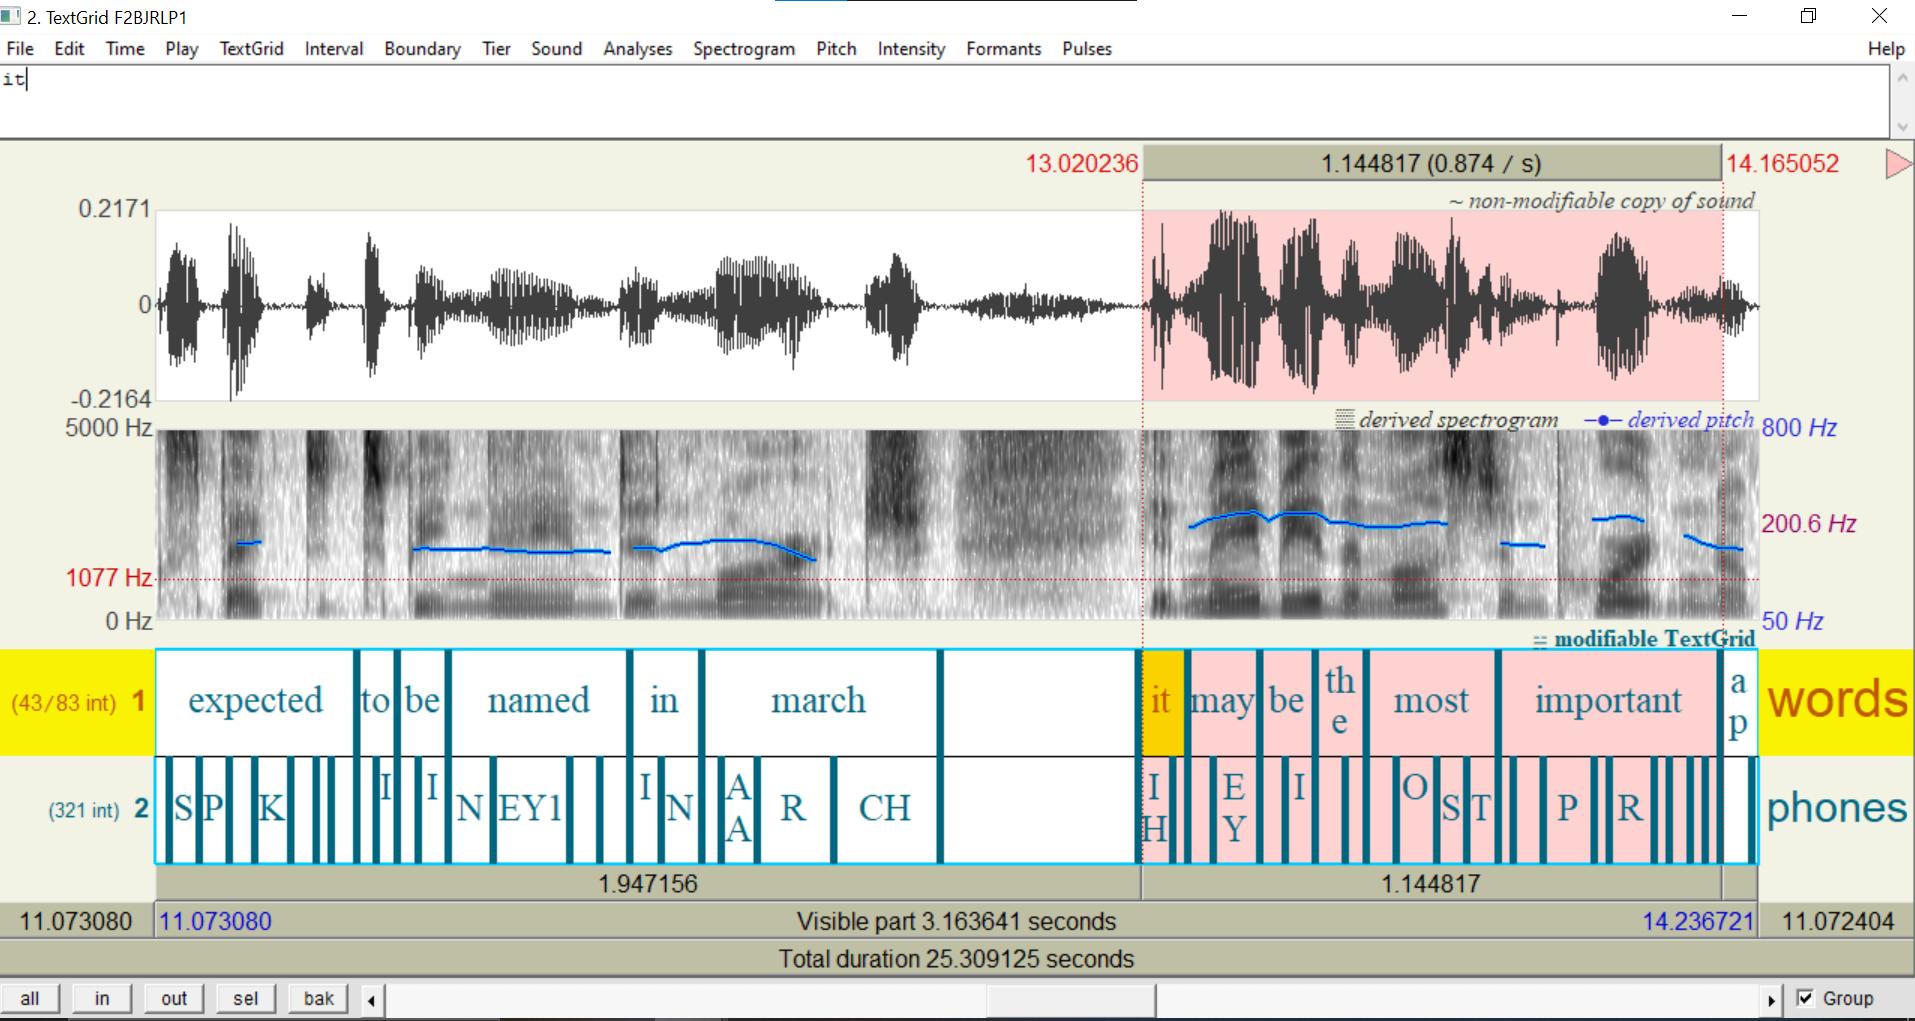 2. TextGrid F2BJRLP1
File Edit Time Play TextGrid Interval Boundary Tier Sound Analyses Spectrogram Pitch Intensity Formants Pulses Help
it
13.020236 1.144817 (0.874 / s) 14.165052
~ non-modifiable copy of sound
0.2171
0
-0.2164
derived spectrogram derived pitch
5000 Hz 800 Hz
200.6 Hz
1077 Hz
0 Hz 50 Hz
modifiable TextGrid
(43/83 int) 1 expected to be named in march it may be the most important ap words
(321 int) 2 S P K I I N EY1 I N AA R CH IH EY I O S T P R phones
1.947156 1.144817
11.073080 11.073080 Visible part 3.163641 seconds 14.236721 11.072404
Total duration 25.309125 seconds
all in out sel bak Group